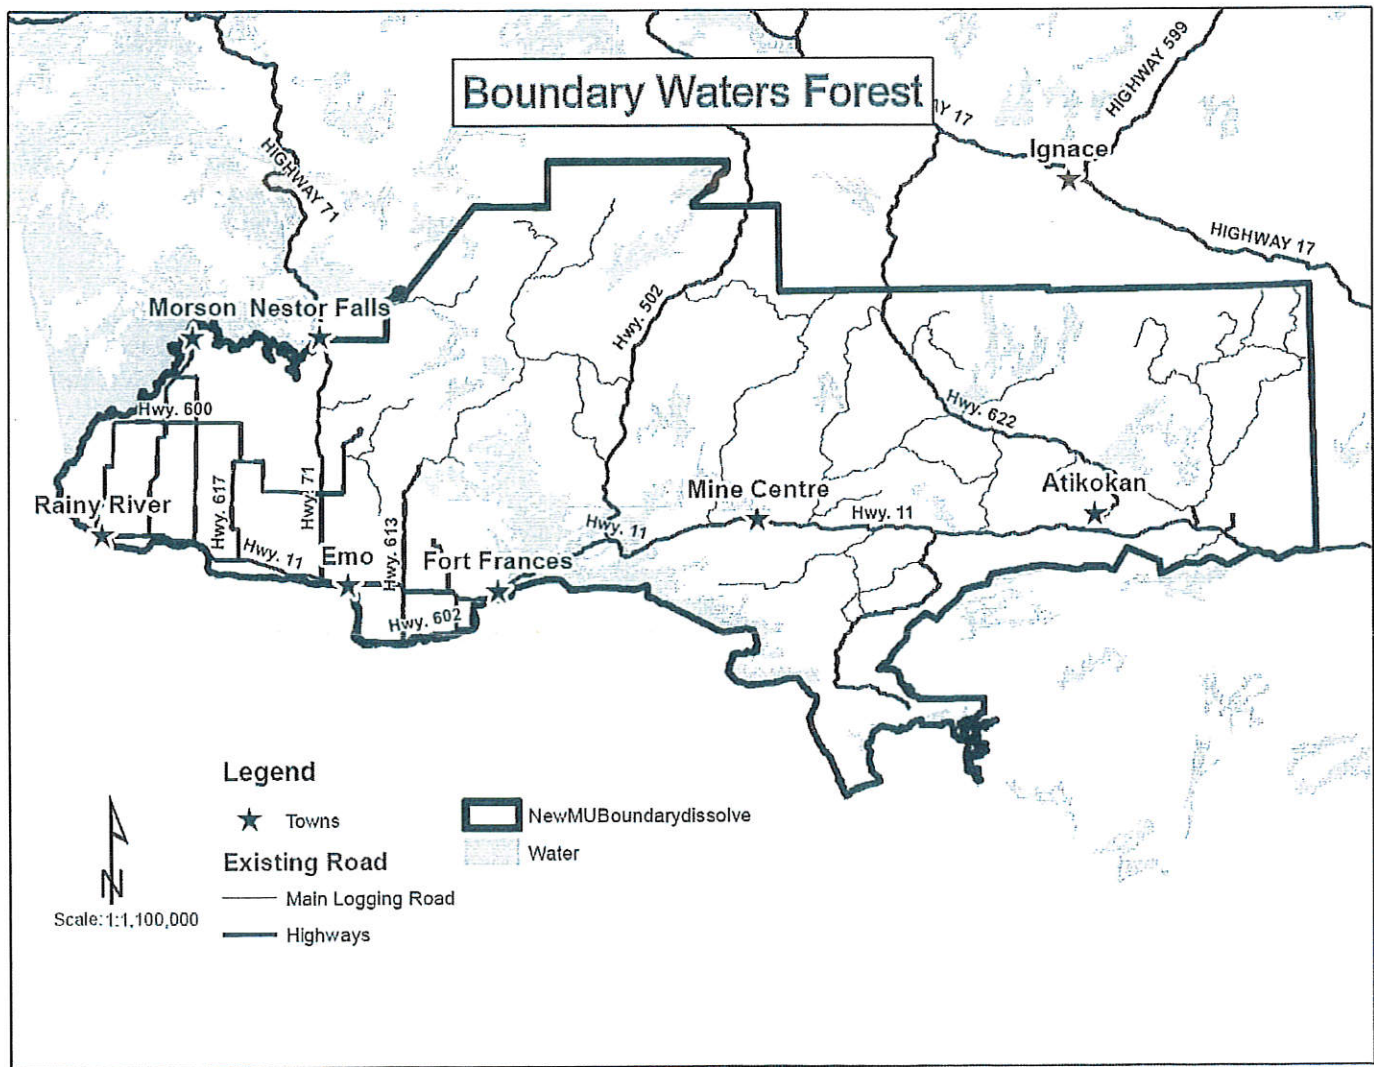 HIGHWAY 599
Boundary Waters Forest
AY 17
Ignace
HIGHWAY 71
HIGHWAY 17
Morson
Nestor Falls
Hwy. 502
Hwy. 600
Hwy. 622
Rainy River
Hwy. 617
Hwy. 71
Mine Centre
Atikokan
Hwy. 11
Hwy. 11
Hwy. 11
Emo
Hwy. 613
Fort Frances
Hwy. 602
Legend
Towns
NewMUBoundarydissolve
Existing Road
Water
Main Logging Road
N
Scale:1:1,100,000
Highways